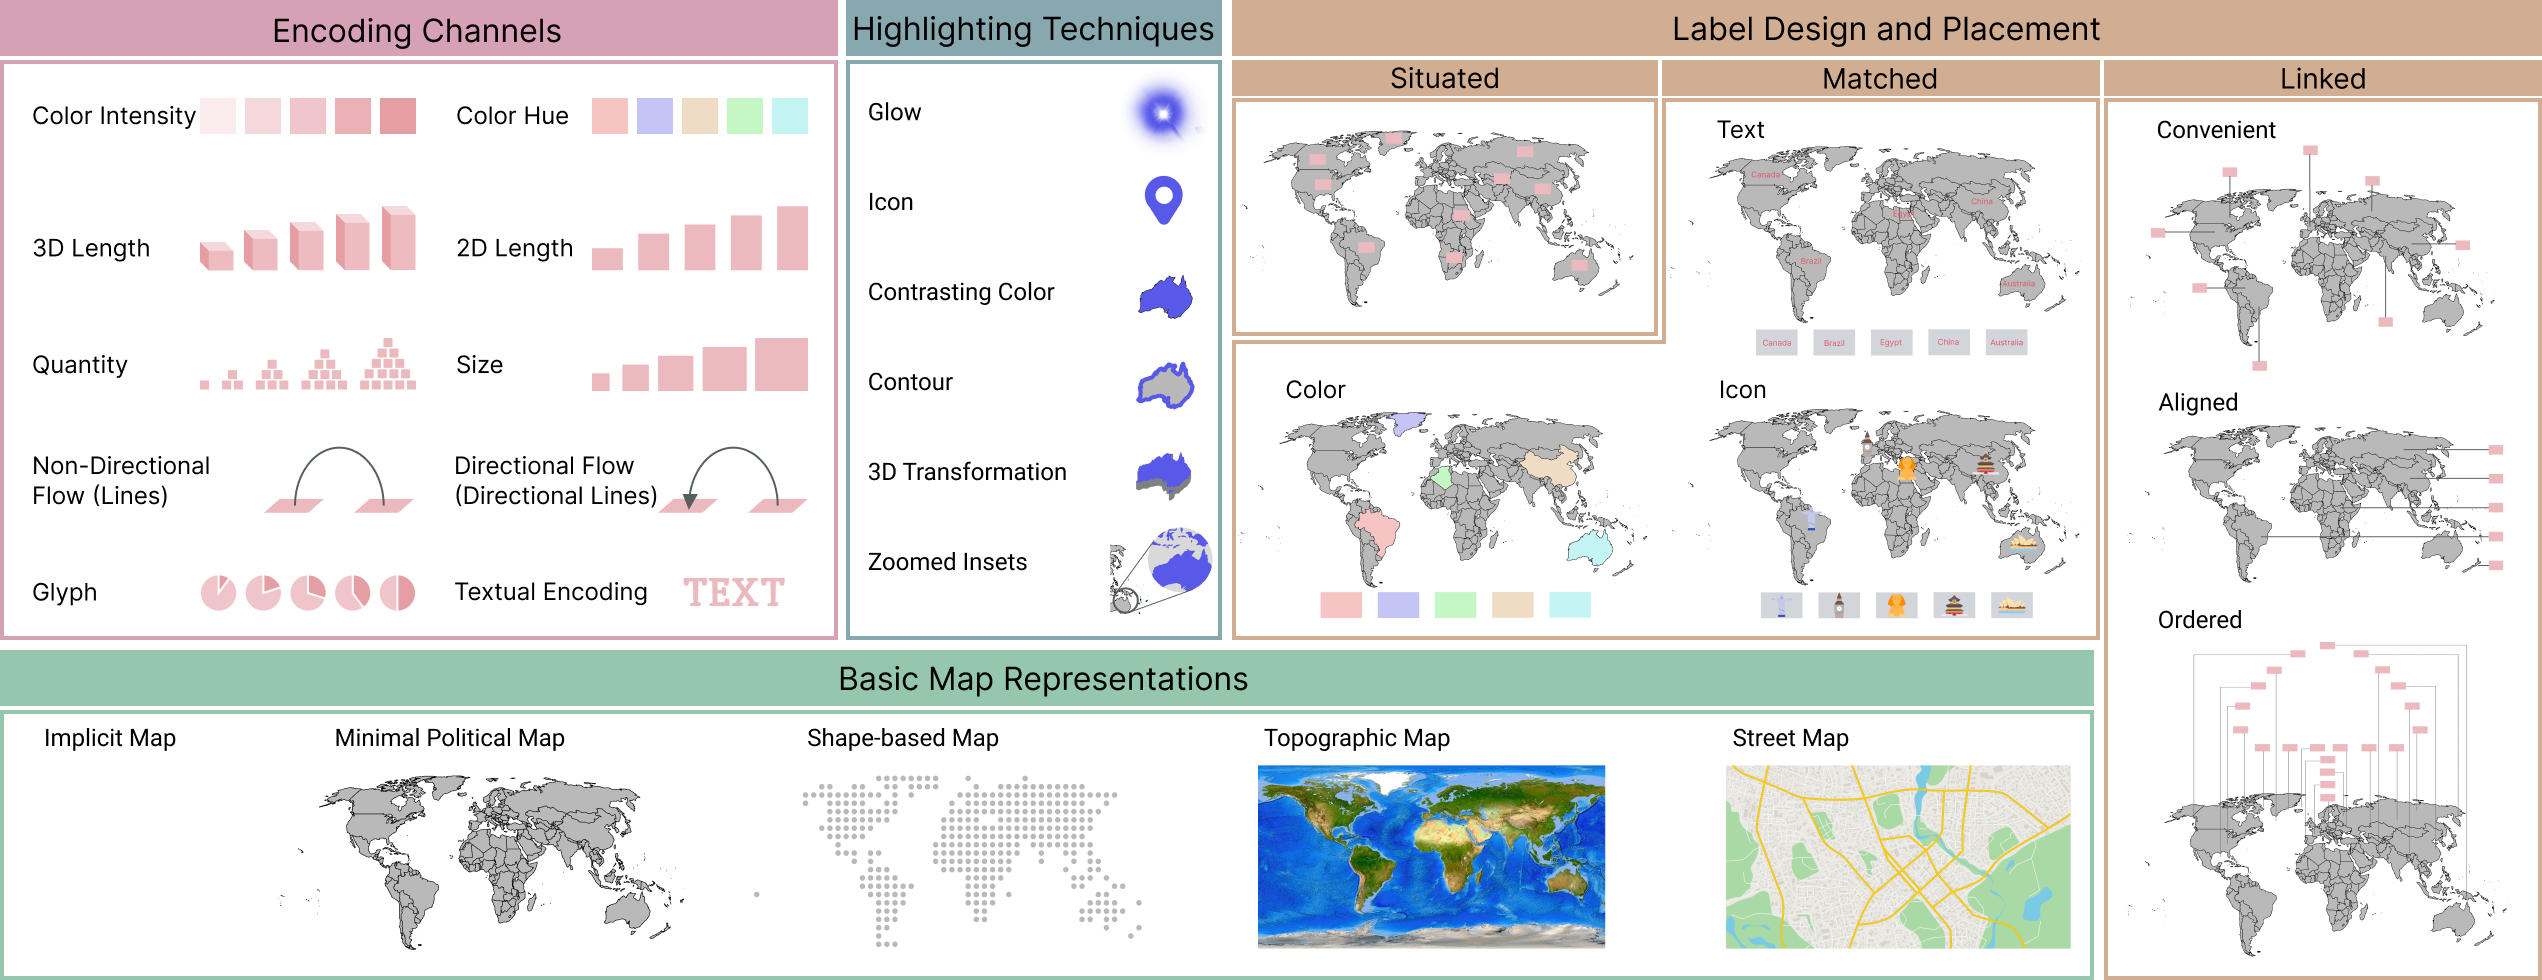 Encoding Channels
Color Intensity
Color Hue
3D Length
2D Length
Quantity
Size
Non-Directional
Flow (Lines)
Directional Flow
(Directional Lines)
Glyph
Textual Encoding
TEXT
Highlighting Techniques
Glow
Icon
Contrasting Color
Contour
3D Transformation
Zoomed Insets
Label Design and Placement
Situated
Matched
Text
Canada
China
Egypt
Brazil
Australia
Canada
Brazil
Egypt
China
Australia
Color
Icon
Linked
Convenient
Aligned
Ordered
Basic Map Representations
Implicit Map
Minimal Political Map
Shape-based Map
Topographic Map
Street Map